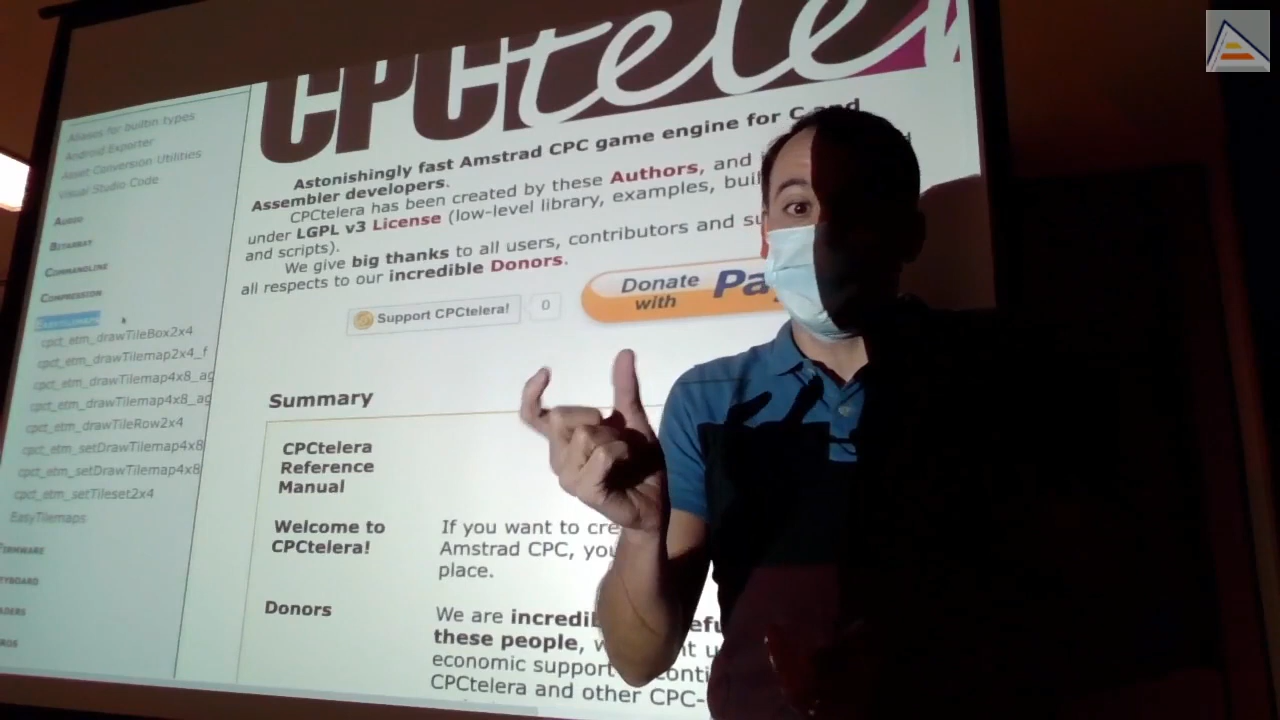 CPCtele
Aliases for builtin types
Android Exporter
Asset Conversion Utilities
Visual Studio Code
Audio
Bitarray
Commandline
Compression
EasyTilemaps
cpct_etm_drawTileBox2x4
cpct_etm_drawTilemap2x4_f
cpct_etm_drawTilemap4x8_ag
cpct_etm_drawTilemap4x8_ag
cpct_etm_drawTileRow2x4
cpct_etm_setDrawTilemap4x8
cpct_etm_setDrawTilemap4x8
cpct_etm_setTileset2x4
EasyTilemaps
Firmware
Astonishingly fast Amstrad CPC game engine for C and
Assembler developers.
CPCtelera has been created by these Authors, and
under LGPL v3 License (low-level library, examples,
and scripts).
We give big thanks to all users, contributors and
all respects to our incredible Donors.
Support CPCtelera!
0
Donate
with
Pa
Summary
CPCtelera
Reference
Manual
Welcome to
CPCtelera!
If you want to cre
Amstrad CPC, you
place.
Donors
We are incredib
these people,
economic support
CPCtelera and other CPC-